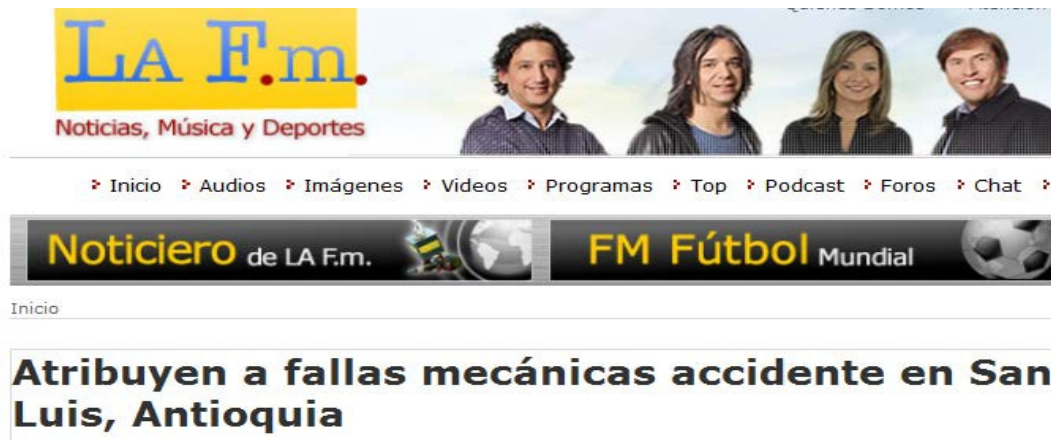 LA F.m.
Noticias, Música y Deportes
Inicio Audios Imágenes Videos Programas Top Podcast Foros Chat
Noticiero de LA F.m.
FM Fútbol Mundial
Inicio
Atribuyen a fallas mecánicas accidente en San
Luis, Antioquia